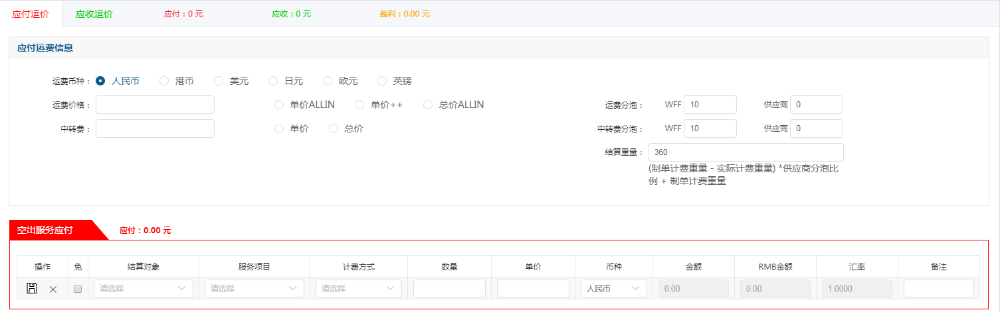 应付运价 应收运价 应付：0 元 应收：0 元 盈利：0.00 元
应付运费信息
运费币种： 人民币 港币 美元 日元 欧元 英镑
运费价格： 单价ALLIN 单价++ 总价ALLIN 运费分泡： WFF 10 供应商 0
中转费： 单价 总价 中转费分泡： WFF 10 供应商 0
结算重量： 360
(制单计费重量 - 实际计费重量) *供应商分泡比
例 + 制单计费重量
空出服务应付 应付：0.00 元
操作 免 结算对象 服务项目 计费方式 数量 单价 币种 金额 RMB金额 汇率 备注
请选择 请选择 请选择 人民币 0.00 0.00 1.0000